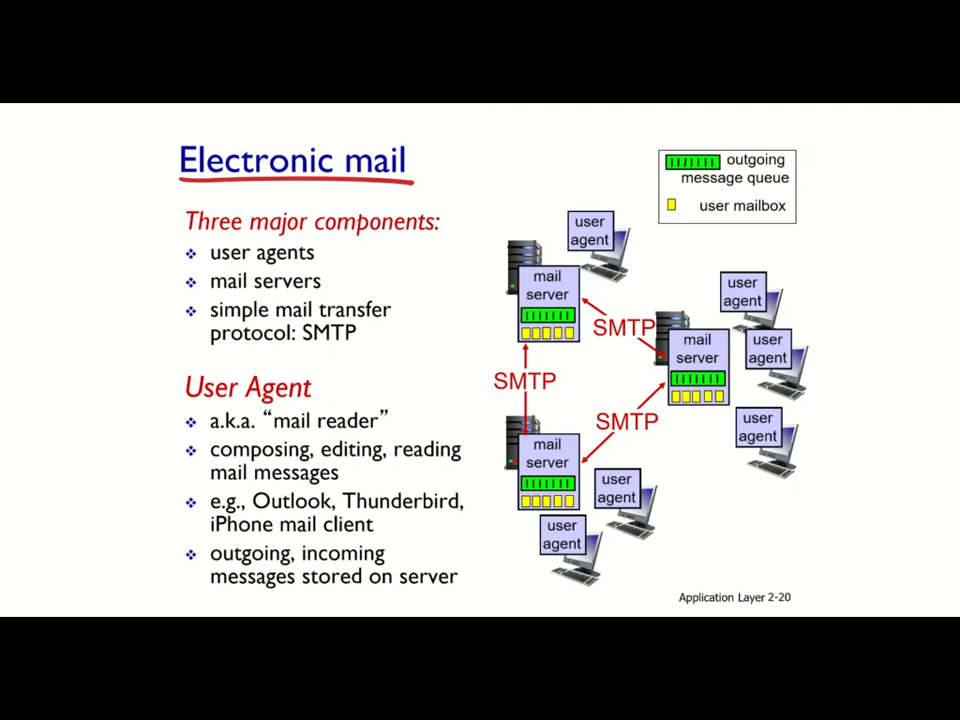 Electronic mail
Three major components:
user agents
mail servers
simple mail transfer
protocol: SMTP
User Agent
a.k.a. “mail reader”
composing, editing, reading
mail messages
e.g., Outlook, Thunderbird,
iPhone mail client
outgoing, incoming
messages stored on server
outgoing
message queue
user mailbox
user
agent
mail
server
SMTP
user
agent
mail
server
user
agent
SMTP
SMTP
user
agent
mail
server
user
agent
user
agent
Application Layer 2-20